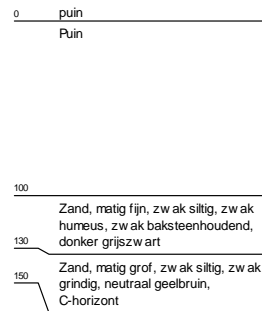 0 puin
Puin
100
Zand, matig fijn, zwak siltig, zwak
humeus, zwak baksteenhoudend,
130 donker grijszwart
Zand, matig grof, zwak siltig, zwak
150 grindig, neutraal geelbruin,
C-horizont